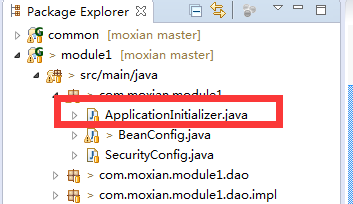 Package Explorer
common [moxian master]
> module1 [moxian master]
> src/main/java
com.moxian.module1
ApplicationInitializer.java
> BeanConfig.java
SecurityConfig.java
> com.moxian.module1.dao
com.moxian.module1.dao.impl